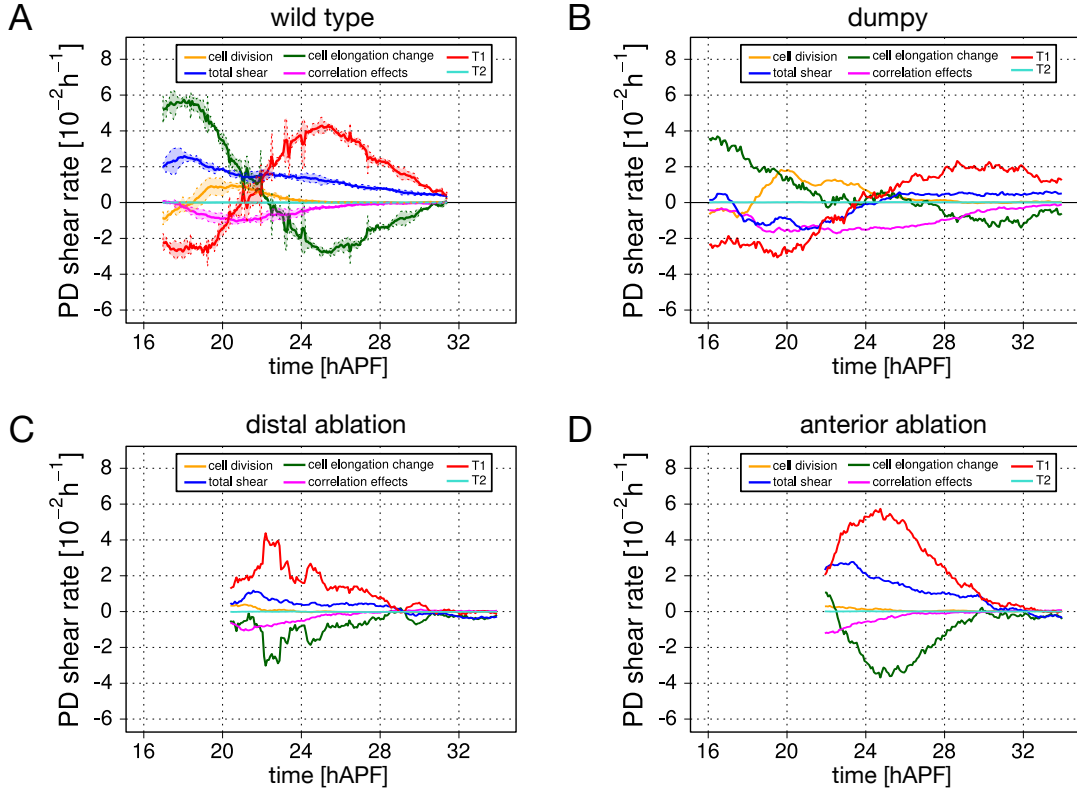 A
wild type
cell division
cell elongation change
T1
total shear
correlation effects
T2
PD shear rate [10⁻²h⁻¹]
8
6
4
2
0
-2
-4
-6
16
20
24
28
32
time [hAPF]
B
dumpy
cell division
cell elongation change
T1
total shear
correlation effects
T2
PD shear rate [10⁻²h⁻¹]
8
6
4
2
0
-2
-4
-6
16
20
24
28
32
time [hAPF]
C
distal ablation
cell division
cell elongation change
T1
total shear
correlation effects
T2
PD shear rate [10⁻²h⁻¹]
8
6
4
2
0
-2
-4
-6
16
20
24
28
32
time [hAPF]
D
anterior ablation
cell division
cell elongation change
T1
total shear
correlation effects
T2
PD shear rate [10⁻²h⁻¹]
8
6
4
2
0
-2
-4
-6
16
20
24
28
32
time [hAPF]